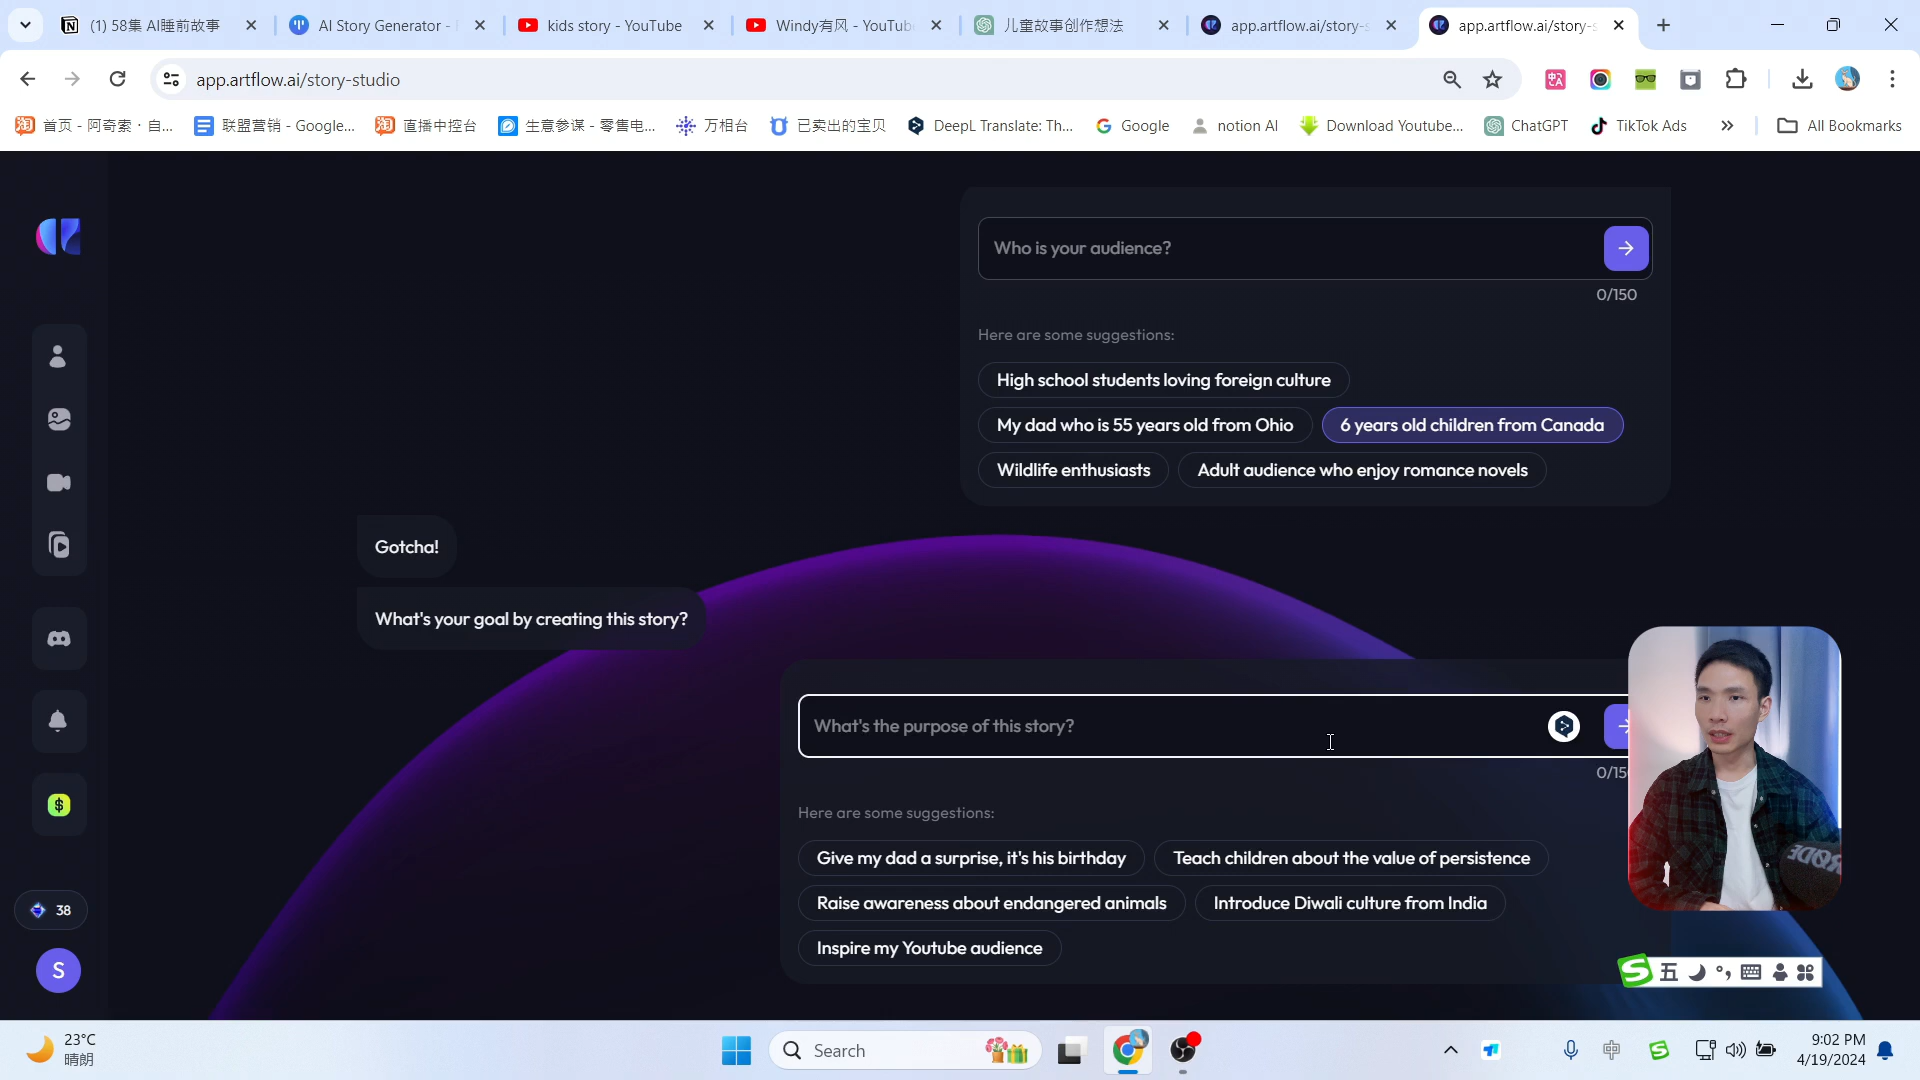 (1) 58集 AI睡前故事
AI Story Generator -
kids story - YouTube
Windy有风 - YouTub
儿童故事创作想法
app.artflow.ai/story-s
app.artflow.ai/story-s
app.artflow.ai/story-studio
首页 - 阿奇索 · 自...
联盟营销 - Google...
直播中控台
生意参谋 - 零售电...
万相台
已卖出的宝贝
DeepL Translate: Th...
Google
notion AI
Download Youtube...
ChatGPT
TikTok Ads
All Bookmarks
Who is your audience?
0/150
Here are some suggestions:
High school students loving foreign culture
My dad who is 55 years old from Ohio
6 years old children from Canada
Wildlife enthusiasts
Adult audience who enjoy romance novels
Gotcha!
What's your goal by creating this story?
What's the purpose of this story?
0/150
Here are some suggestions:
Give my dad a surprise, it's his birthday
Teach children about the value of persistence
Raise awareness about endangered animals
Introduce Diwali culture from India
Inspire my Youtube audience
38
S
RODE
五
23°C
晴朗
Search
中
9:02 PM
4/19/2024